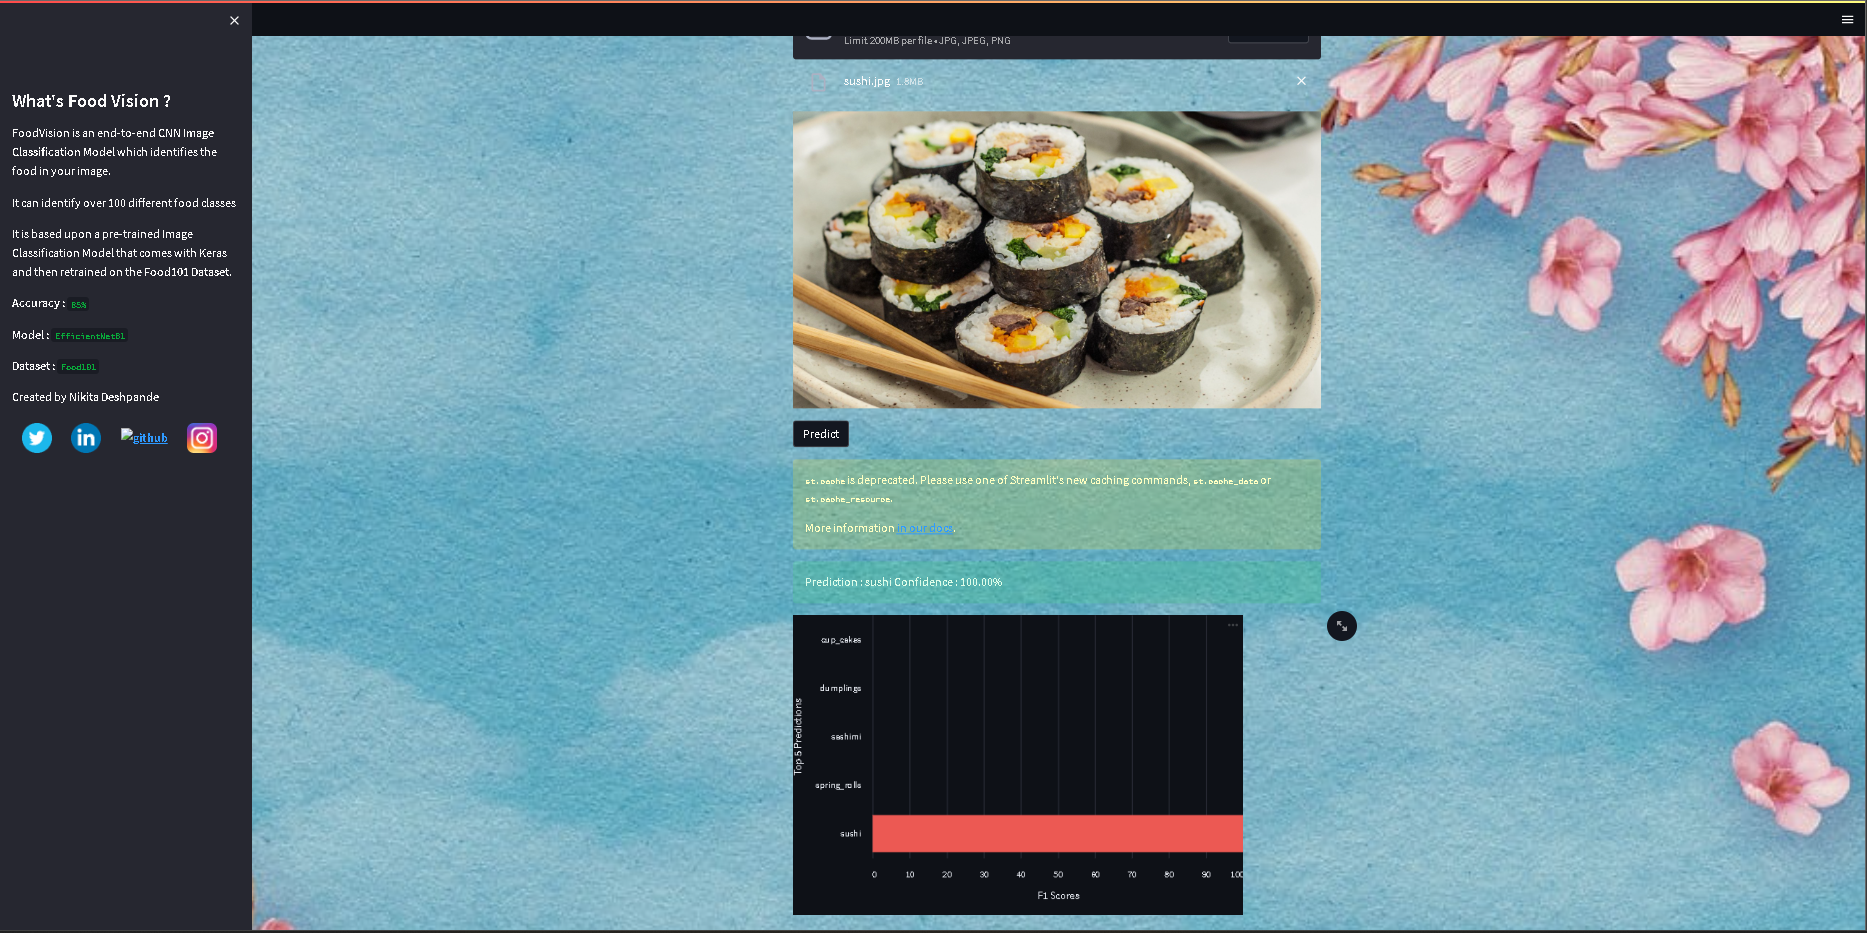 What's Food Vision ?
FoodVision is an end-to-end CNN Image
Classification Model which identifies the
food in your image.
It can identify over 100 different food classes
It is based upon a pre-trained Image
Classification Model that comes with Keras
and then retrained on the Food101 Dataset.
Accuracy : 85%
Model : EfficientNetB1
Dataset : Food101
Created by Nikita Deshpande
github
Limit 200MB per file • JPG, JPEG, PNG
sushi.jpg 1.8MB
Predict
st.cache is deprecated. Please use one of Streamlit's new caching commands, st.cache_data or
st.cache_resource.
More information in our docs.
Prediction : sushi Confidence : 100.00%
Top 5 Predictions
cup_cakes
dumplings
sashimi
spring_rolls
sushi
0 10 20 30 40 50 60 70 80 90 100
F1 Scores